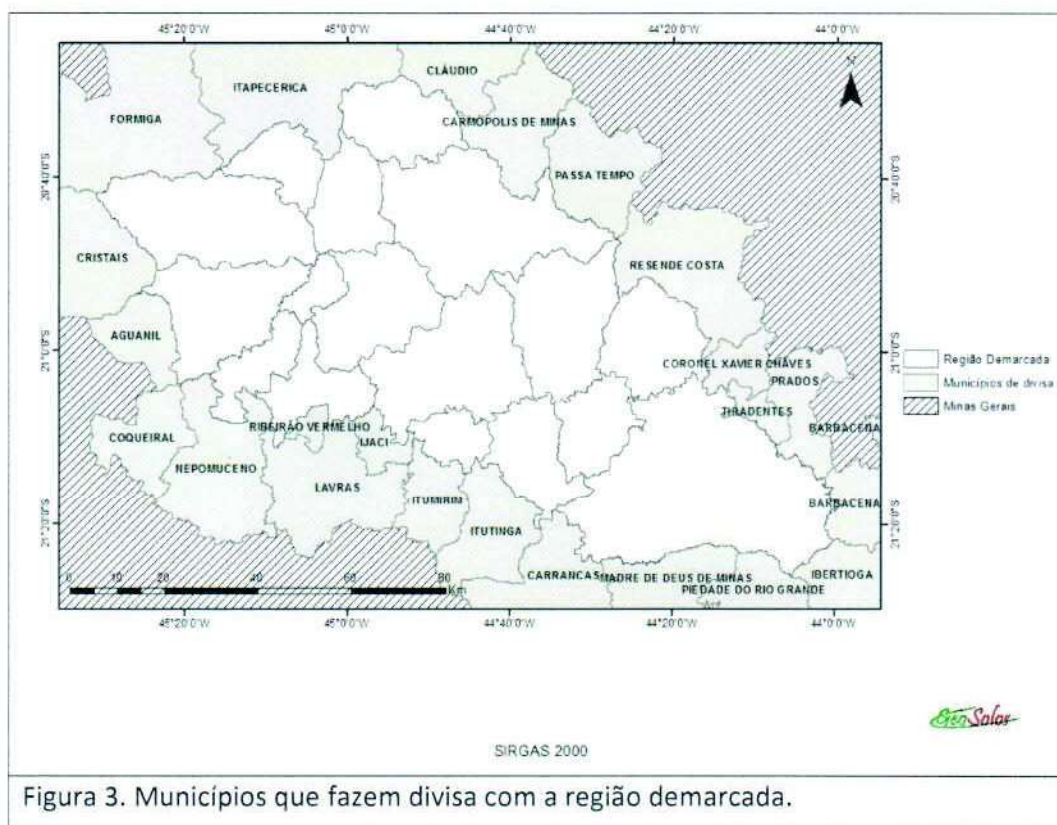 45°20'0"W 45°0'0"W 44°40'0"W 44°20'0"W 44°0'0"W
N
CLÁUDIO
ITAPECERICA
FORMIGA
CARMÓPOLIS DE MINAS
PASSA TEMPO
20°40'0"S
20°40'0"S
CRISTAIS
RESENDE COSTA
AGUANIL
21°0'0"S
21°0'0"S
CORONEL XAVIER CHAVES
PRADOS
Região Demarcada
Municípios de divisa
Minas Gerais
TIRADENTES
RIBEIRÃO VERMELHO
BARBACENA
COQUEIRAL
IJACI
NEPOMUCENO
LAVRAS
ITUMIRIM
BARBACENA
21°20'0"S
21°20'0"S
ITUTINGA
CARRANCAS
MADRE DE DEUS DE MINAS
IBERTIOGA
PIEDADE DO RIO GRANDE
0 10 20 40 60 80
Km
45°20'0"W 45°0'0"W 44°40'0"W 44°20'0"W 44°0'0"W
Solos
SIRGAS 2000
Figura 3. Municípios que fazem divisa com a região demarcada.